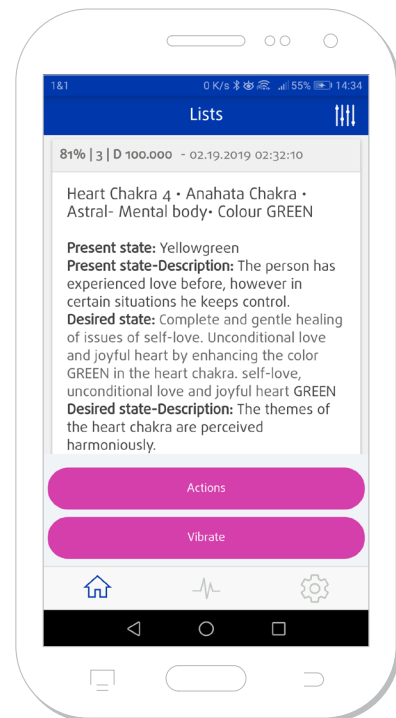 1&1 0 K/s 55% 14:34
Lists
81% | 3 | D 100.000 - 02.19.2019 02:32:10
Heart Chakra 4 • Anahata Chakra •
Astral- Mental body• Colour GREEN
Present state: Yellowgreen
Present state-Description: The person has
experienced love before, however in
certain situations he keeps control.
Desired state: Complete and gentle healing
of issues of self-love. Unconditional love
and joyful heart by enhancing the color
GREEN in the heart chakra. self-love,
unconditional love and joyful heart GREEN
Desired state-Description: The themes of
the heart chakra are perceived
harmoniously.
Actions
Vibrate